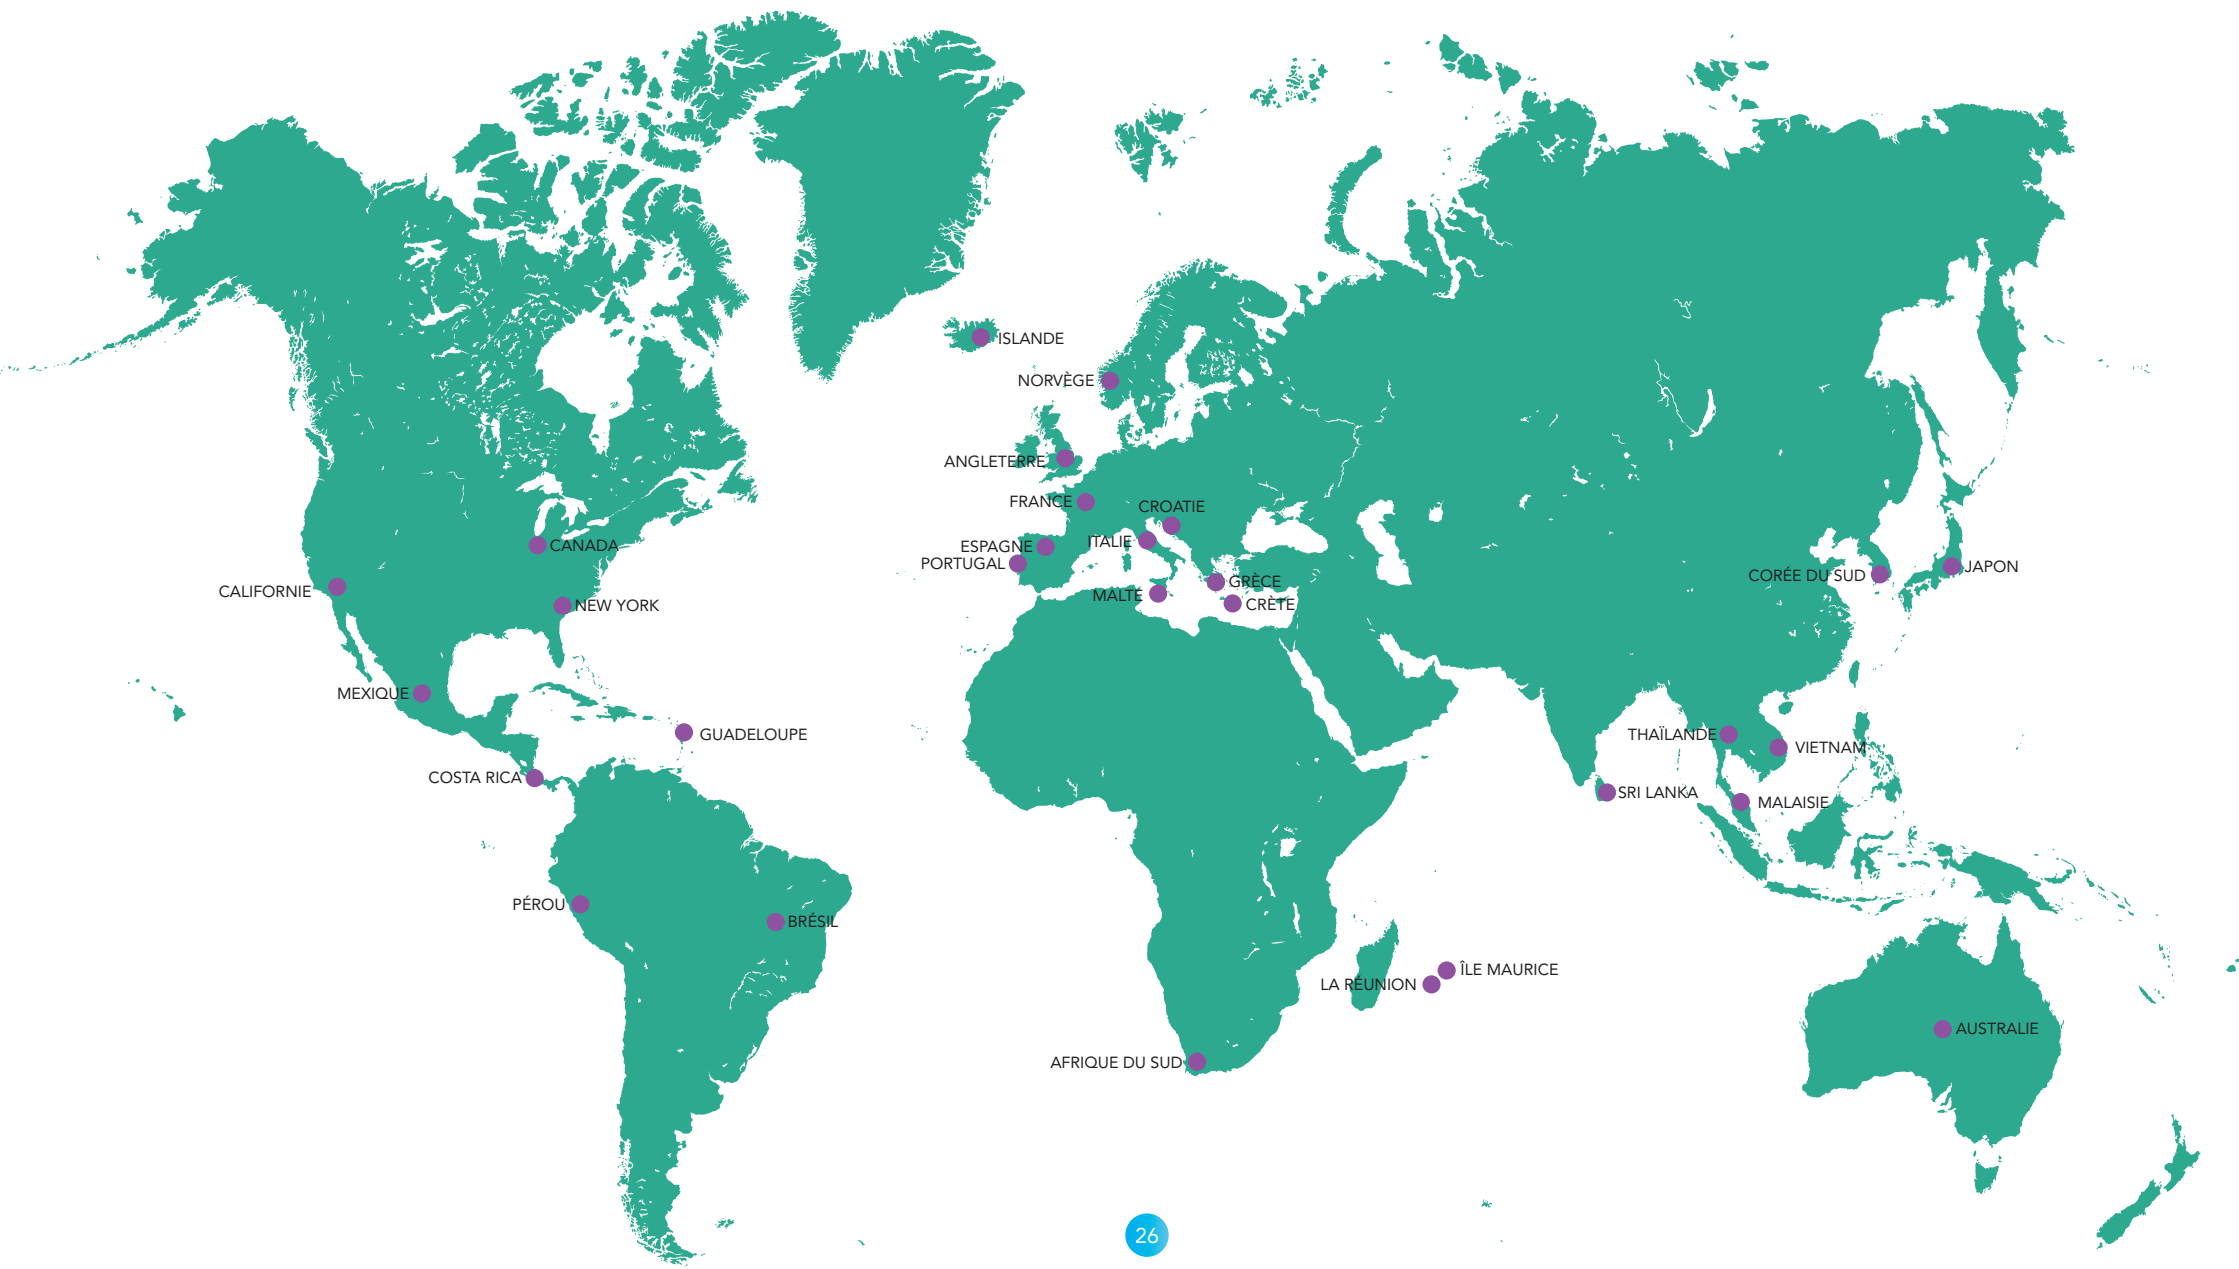 ISLANDE
NORVÈGE
ANGLETERRE
FRANCE
CROATIE
CANADA
ESPAGNE
ITALIE
PORTUGAL
JAPON
CORÉE DU SUD
GRÈCE
CALIFORNIE
MALTE
NEW YORK
CRÈTE
MEXIQUE
GUADELOUPE
THAÏLANDE
VIETNAM
COSTA RICA
SRI LANKA
MALAISIE
PÉROU
BRÉSIL
ÎLE MAURICE
LA RÉUNION
AUSTRALIE
AFRIQUE DU SUD
26